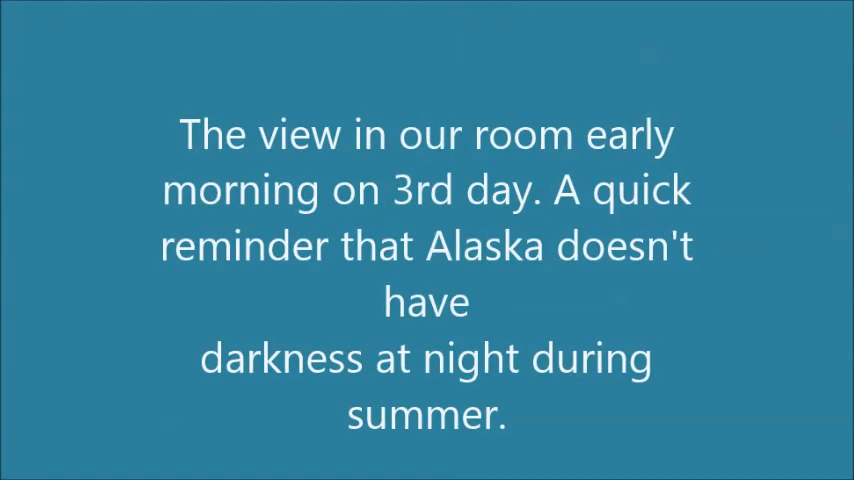 The view in our room early
morning on 3rd day. A quick
reminder that Alaska doesn't
have
darkness at night during
summer.